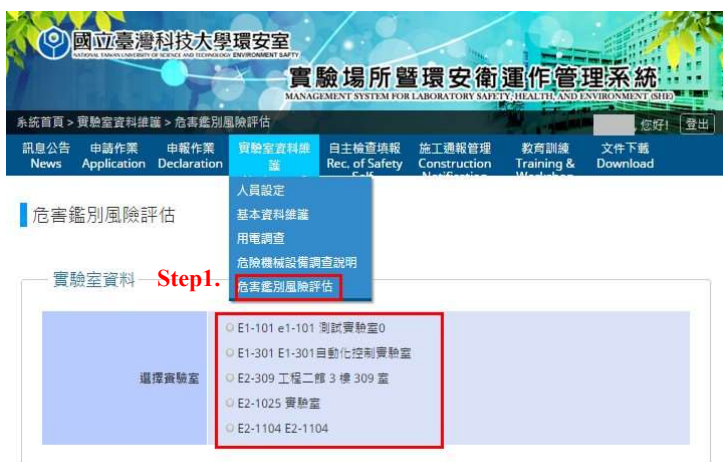 國立臺灣科技大學環安室
NATIONAL TAIWAN UNIVERSITY OF SCIENCE AND TECHNOLOGY ENVIRONMENT SAFTY
實驗場所暨環安衛運作管理系統
MANAGEMENT SYSTEM FOR LABORATORY SAFETY, HEALTH, AND ENVIRONMENT (SHE)
系統首頁 > 實驗室資料維護 > 危害鑑別風險評估
您好! 登出
訊息公告 申請作業 申報作業 實驗室資料維護 自主檢查填報 施工通報管理 教育訓練 文件下載
News Application Declaration Rec. of Safety Construction Training & Download
Self Notification Workshop
人員設定
基本資料維護
用電調查
危險機械設備調查說明
危害鑑別風險評估
危害鑑別風險評估
實驗室資料 Step1.
選擇實驗室
E1-101 e1-101 測試實驗室0
E1-301 E1-301自動化控制實驗室
E2-309 工程二館 3 樓 309 室
E2-1025 實驗室
E2-1104 E2-1104